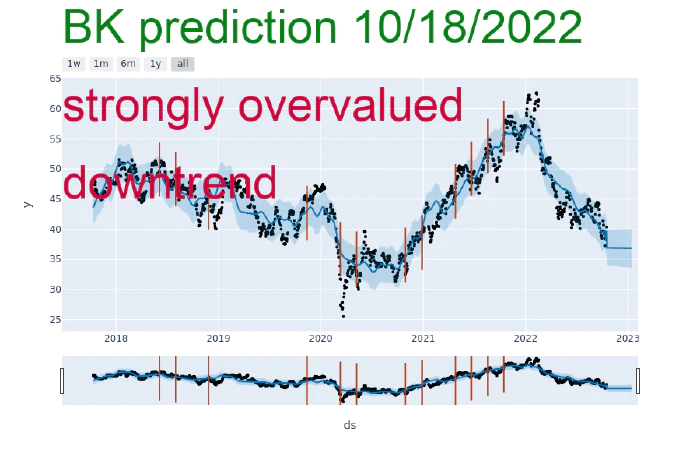 BK prediction 10/18/2022
1w 1m 6m 1y all
65
strongly overvalued
60
55
50
downtrend
45
y
40
35
30
25
2018 2019 2020 2021 2022 2023
ds